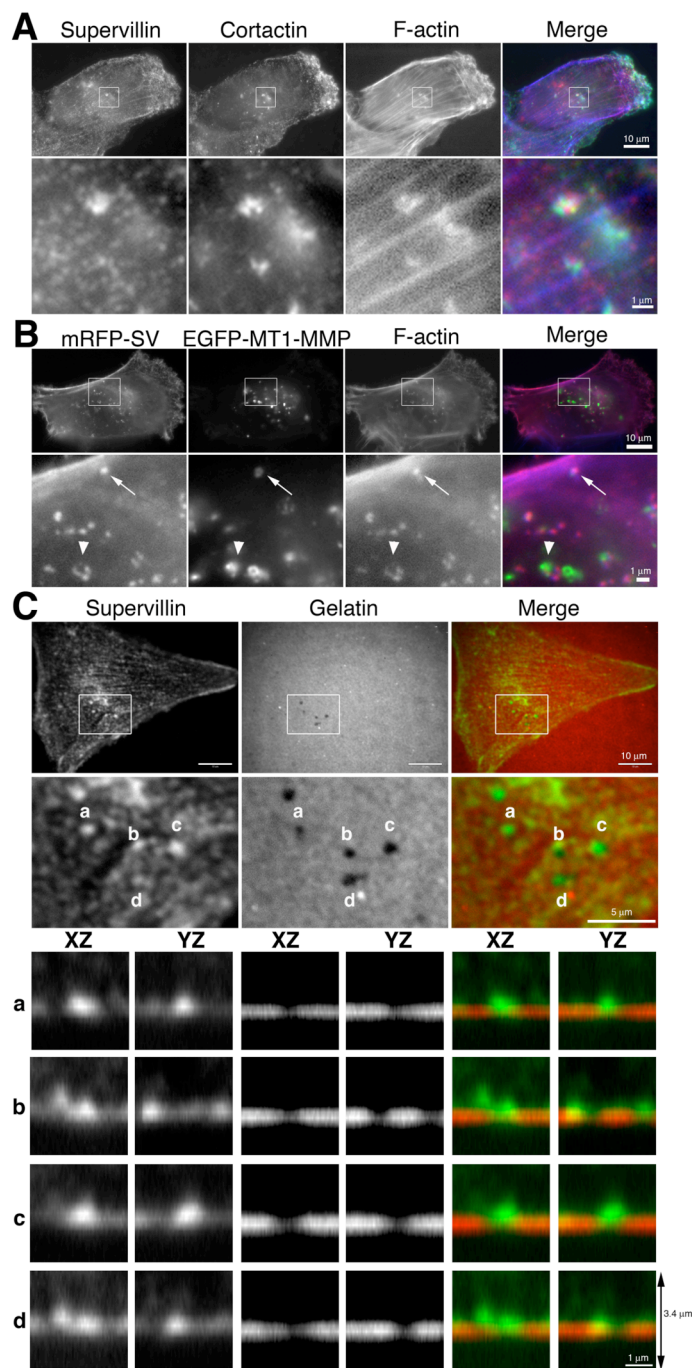 A
Supervillin Cortactin F-actin Merge
10 μm
1 μm
B
mRFP-SV EGFP-MT1-MMP F-actin Merge
10 μm
1 μm
C
Supervillin Gelatin Merge
10 μm
a a a
b c b c b c
d d d
5 μm
XZ YZ XZ YZ XZ YZ
a
b
c
d
3.4 μm
1 μm